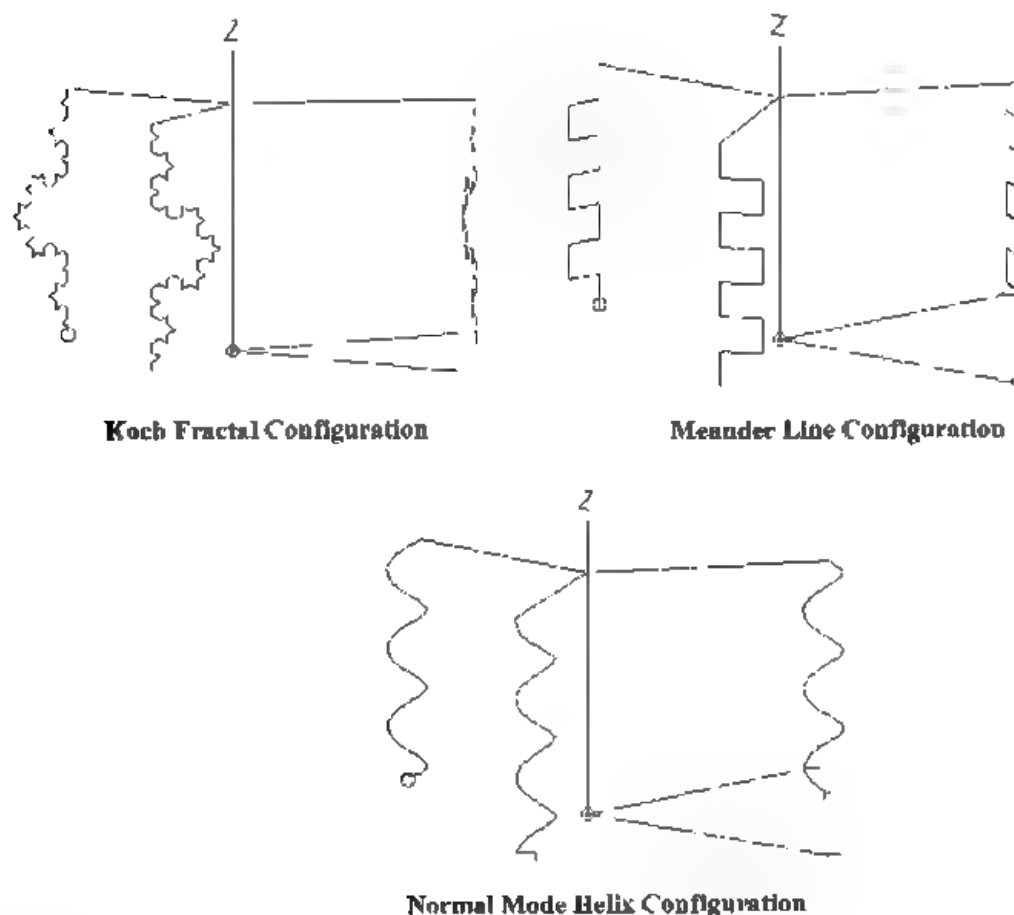 Z
Z
Koch Fractal Configuration
Meander Line Configuration
Z
Normal Mode Helix Configuration